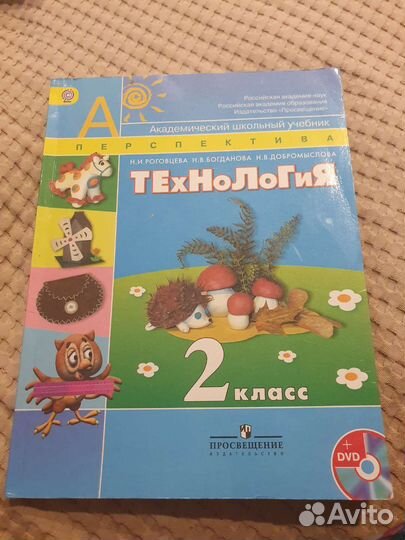 Российская академия наук
Российская академия образования
Издательство «Просвещение»
А
Академический школьный учебник
ПЕРСПЕКТИВА
Н.И.РОГОВЦЕВА Н.В.БОГДАНОВА Н.В.ДОБРОМЫСЛОВА
ТЕхНоЛоГиЯ
2 класс
ПРОСВЕЩЕНИЕ
ИЗДАТЕЛЬСТВО
+
DVD
Avito